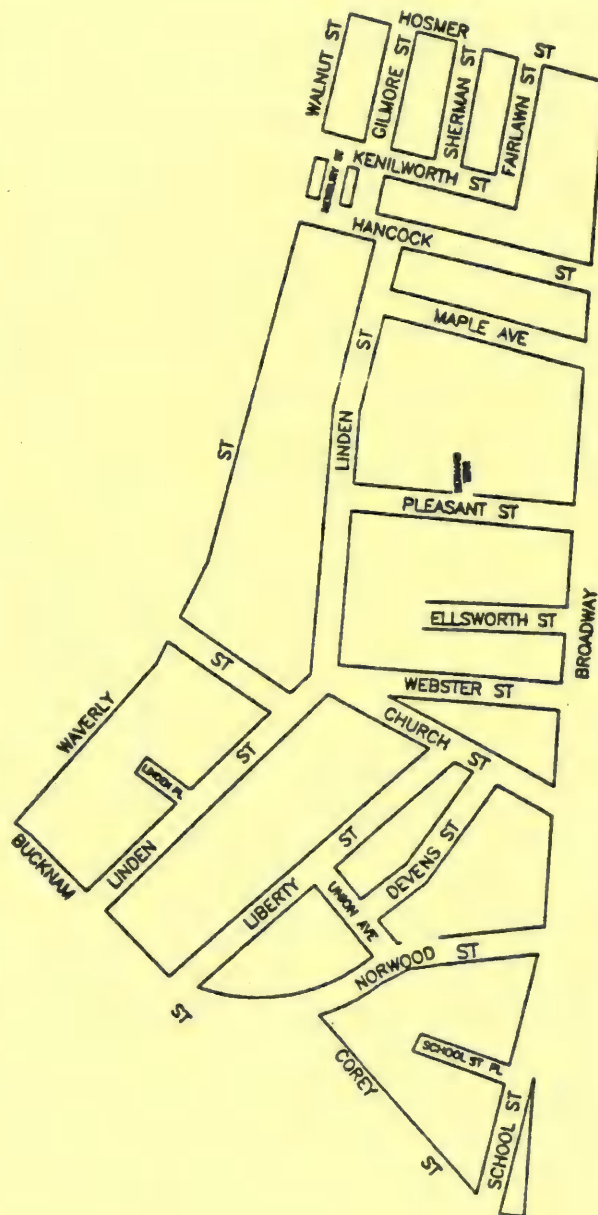 HOSMER ST
WALNUT ST
GILMORE ST
SHERMAN ST
FAIRLAWN ST
KENILWORTH ST
HANCOCK ST
MAPLE AVE
LINDEN ST
PLEASANT ST
ELLSWORTH ST
BROADWAY
WEBSTER ST
CHURCH ST
WAVERLY ST
LINDEN PL
BUCKNAM ST
LINDEN ST
LIBERTY ST
DEVENS ST
UNION AVE
NORWOOD ST
COREY ST
SCHOOL ST PL
SCHOOL ST